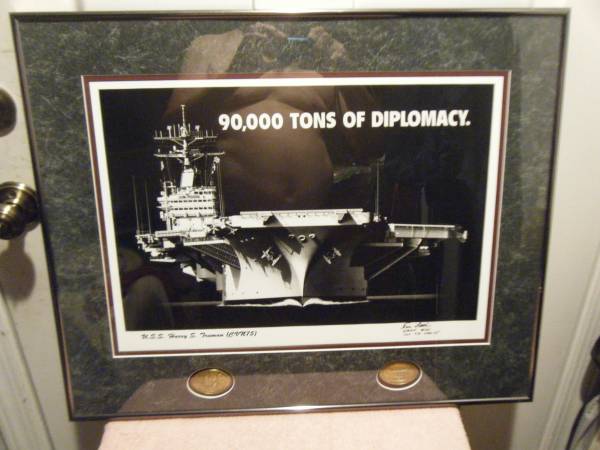 90,000 TONS OF DIPLOMACY.
U.S.S. Harry S. Truman (CVN75)